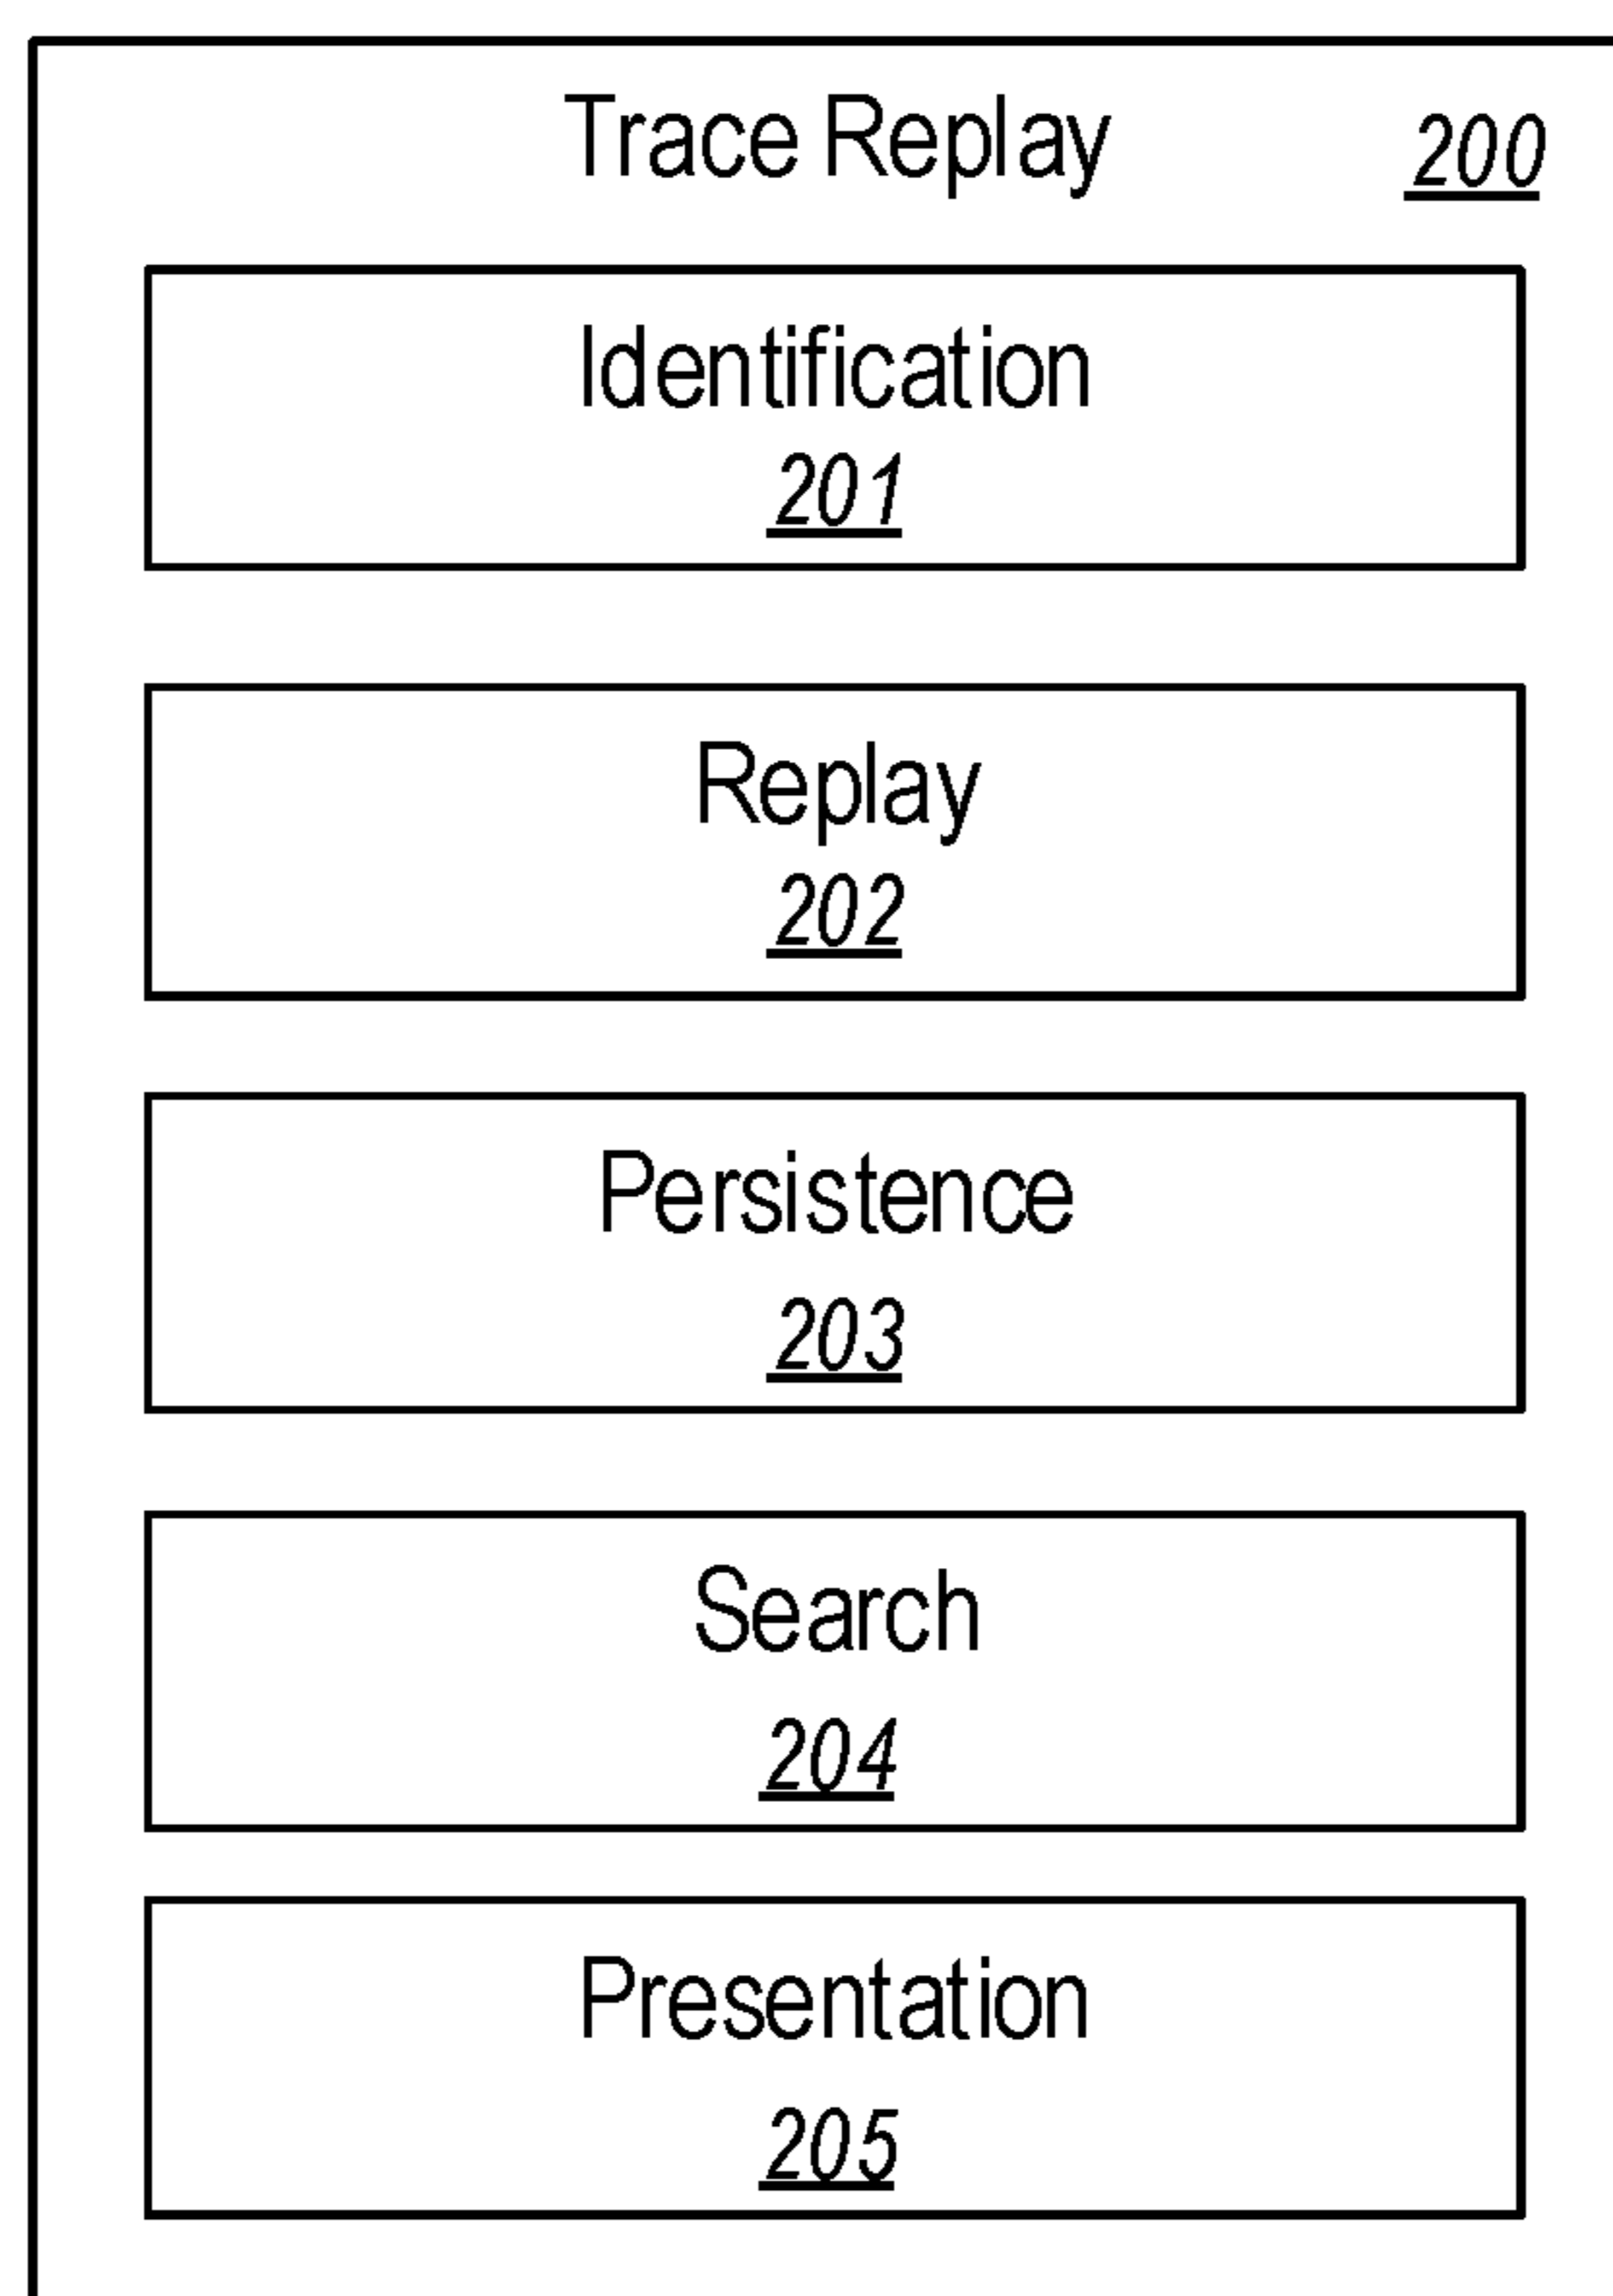 Trace Replay 200
Identification
201
Replay
202
Persistence
203
Search
204
Presentation
205